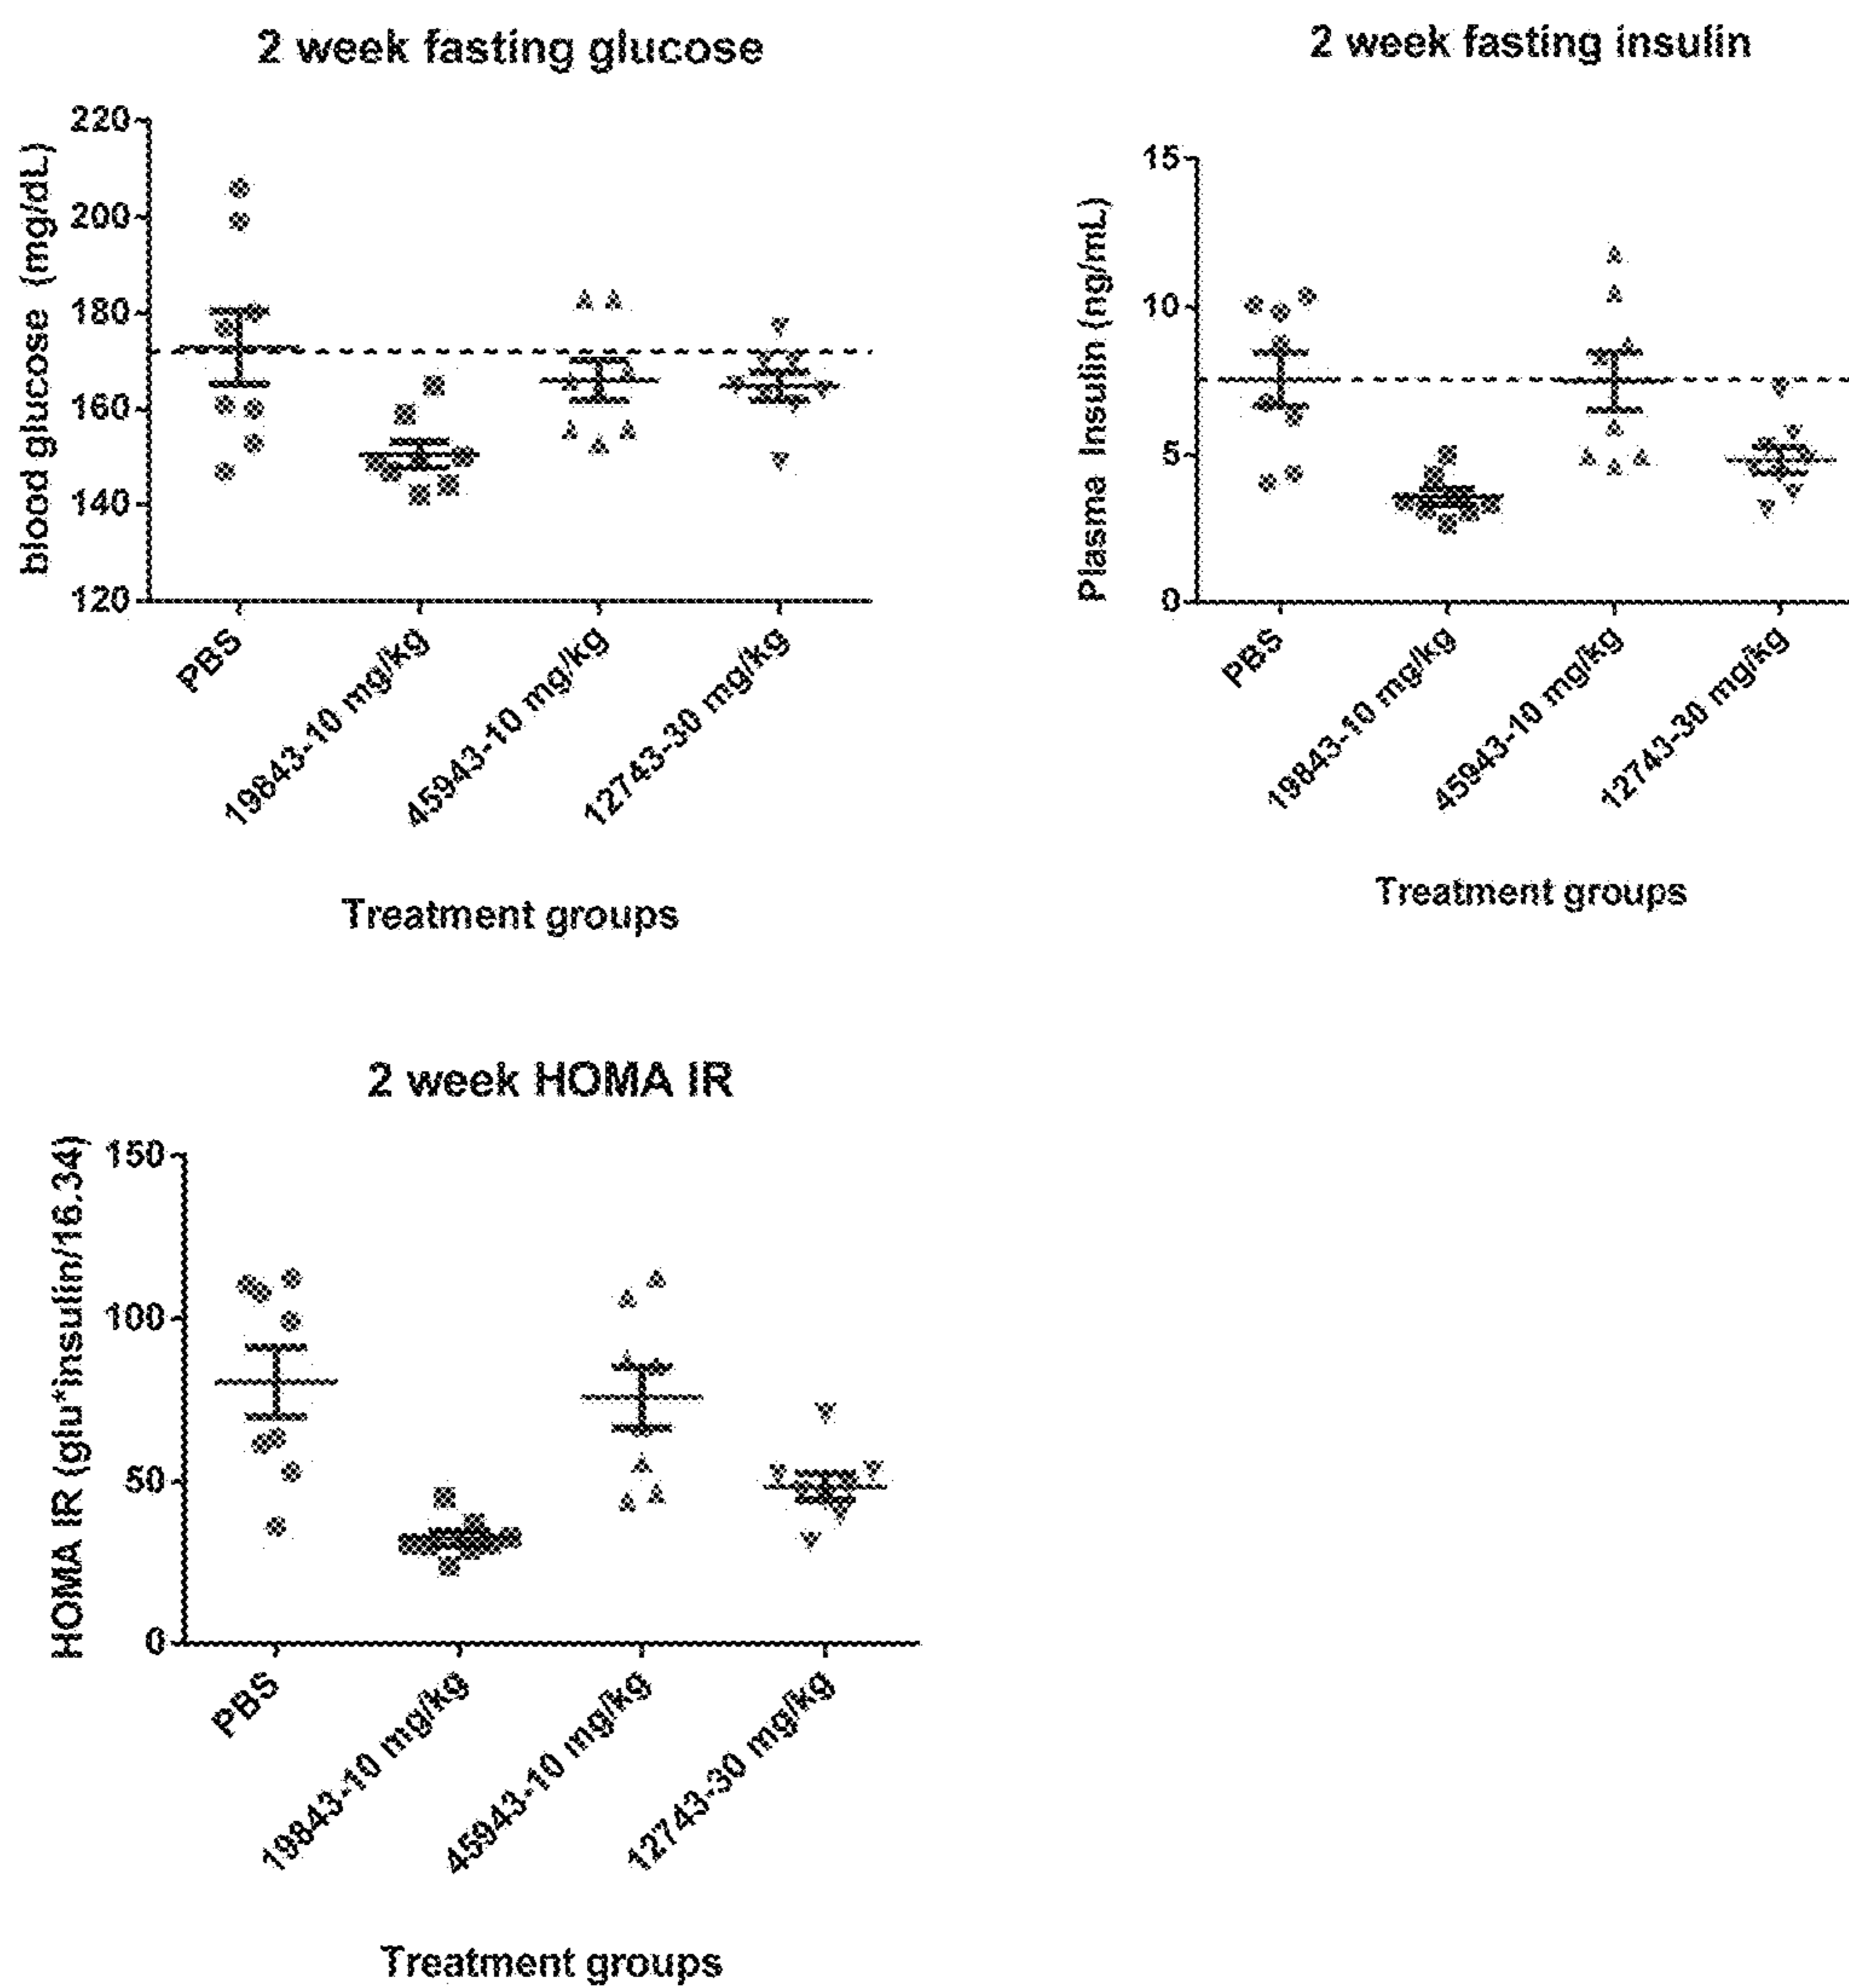 2 week fasting glucose
blood glucose (mg/dL)
220
200
180
160
140
120
PBS
19843-10 mg/kg
45943-10 mg/kg
12743-30 mg/kg
Treatment groups
2 week fasting insulin
Plasma Insulin (ng/mL)
15
10
5
0
PBS
19843-10 mg/kg
45943-10 mg/kg
12743-30 mg/kg
Treatment groups
2 week HOMA IR
HOMA IR (glu*insulin/16.34)
150
100
50
0
PBS
19843-10 mg/kg
45943-10 mg/kg
12743-30 mg/kg
Treatment groups